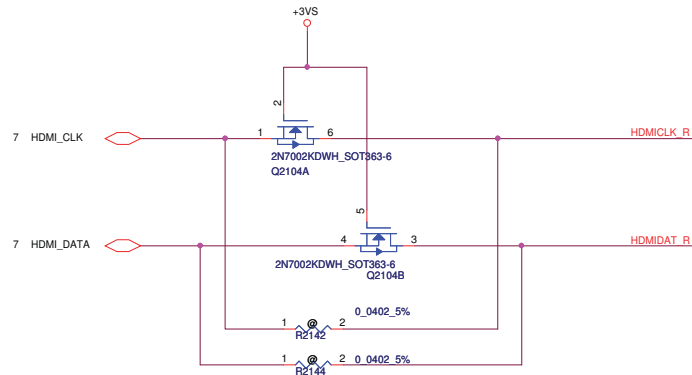 +3VS
2
7 HDMI_CLK
1
6
HDMICLK_R
2N7002KDWH_SOT363-6
Q2104A
5
7 HDMI_DATA
4
3
HDMIDAT_R
2N7002KDWH_SOT363-6
Q2104B
0_0402_5%
1 @ 2
R2142
1 @ 2 0_0402_5%
R2144